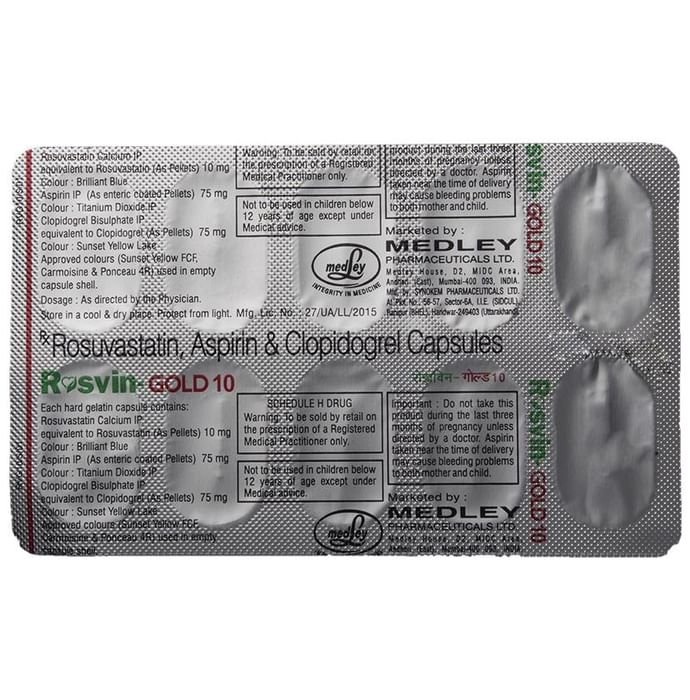 Rosuvastatin Calcium IP
equivalent to Rosuvastatin (As Pellets) 10 mg
Colour : Brilliant Blue
Aspirin IP (As enteric coated Pellets) 75 mg
Colour : Titanium Dioxide IP
Clopidogrel Bisulphate IP
equivalent to Clopidogrel (As Pellets) 75 mg
Colour : Sunset Yellow Lake
Approved colours (Sunset Yellow FCF,
Carmoisine & Ponceau 4R) used in empty
capsule shell.
Dosage : As directed by the Physician.
Store in a cool & dry place. Protect from light. Mfg. Lic. No. : 27/UA/LL/2015
Warning: To be sold by retail on
the prescription of a Registered
Medical Practitioner only.
Not to be used in children below
12 years of age except under
Medical advice.
medley
INTEGRITY IN MEDICINE
product during the last three
months of pregnancy unless
directed by a doctor. Aspirin
taken near the time of delivery
may cause bleeding problems
to both mother and child.
Marketed by :
MEDLEY
PHARMACEUTICALS LTD.
Medley House, D2, MIDC Area,
Andheri (East), Mumbai-400 093, INDIA
Mfd. by SYNOKEM PHARMACEUTICALS LTD.
At Plot No.: 56-57, Sector-6A, I.I.E. (SIDCUL),
Ranipur (BHEL), Haridwar-249403 (Uttarakhand)
osvin- GOLD 10
Rx Rosuvastatin, Aspirin & Clopidogrel Capsules
Rosvin- GOLD 10
रोज़विन - गोल्ड 10
Each hard gelatin capsule contains:
Rosuvastatin Calcium IP
equivalent to Rosuvastatin (As Pellets) 10 mg
Colour : Brilliant Blue
Aspirin IP (As enteric coated Pellets) 75 mg
Colour : Titanium Dioxide IP
Clopidogrel Bisulphate IP
equivalent to Clopidogrel (As Pellets) 75 mg
Colour : Sunset Yellow Lake
Approved colours (Sunset Yellow FCF,
Carmoisine & Ponceau 4R) used in empty
capsule shell.
SCHEDULE H DRUG
Warning: To be sold by retail on
the prescription of a Registered
Medical Practitioner only.
Not to be used in children below
12 years of age except under
Medical advice.
medley
Important : Do not take this
product during the last three
months of pregnancy unless
directed by a doctor. Aspirin
taken near the time of delivery
may cause bleeding problems
to both mother and child.
Marketed by :
MEDLEY
PHARMACEUTICALS LTD.
Medley House, D2, MIDC Area,
Andheri (East), Mumbai-400 093, INDIA
Rosvin- GOLD 10